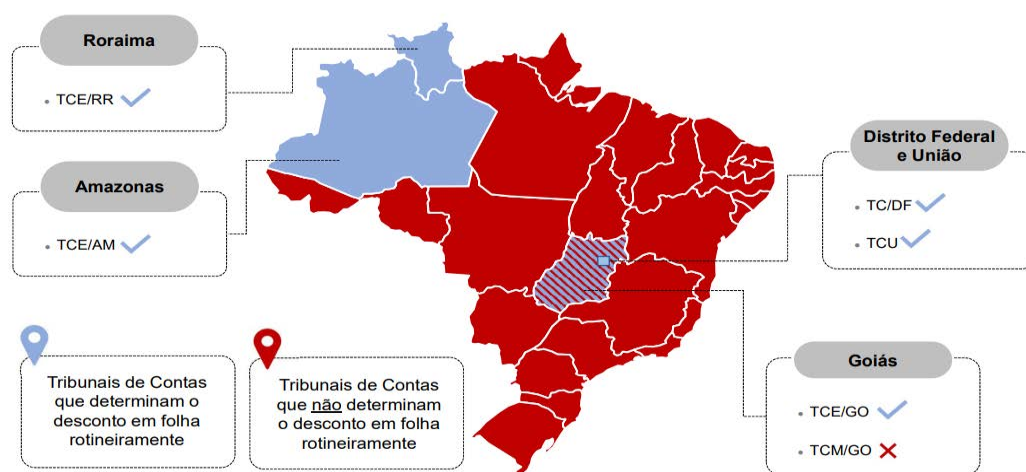 Roraima
• TCE/RR
Amazonas
• TCE/AM
Distrito Federal
e União
• TC/DF
• TCU
Goiás
• TCE/GO
• TCM/GO
Tribunais de Contas
que determinam o
desconto em folha
rotineiramente
Tribunais de Contas
que não determinam
o desconto em folha
rotineiramente